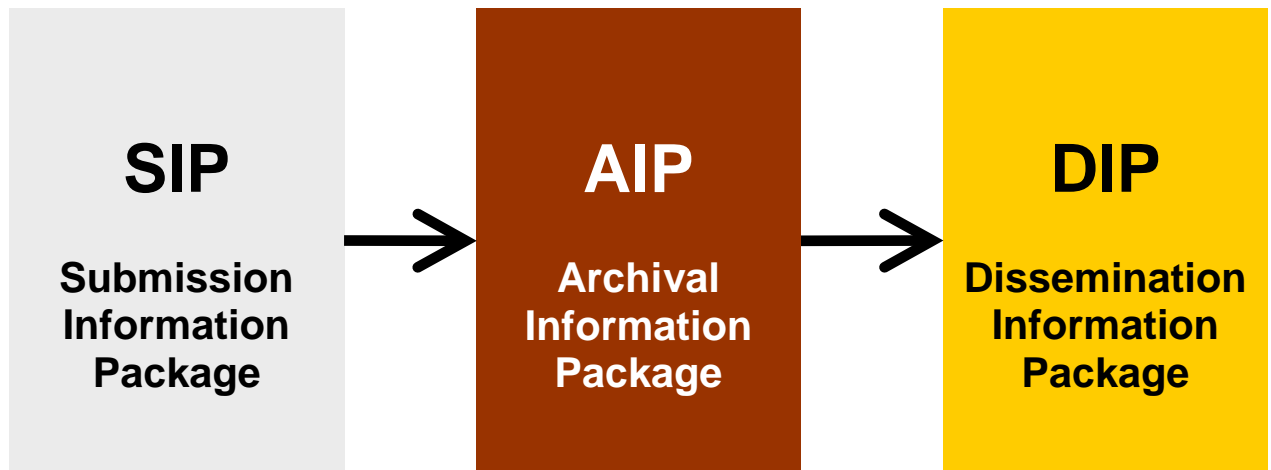 SIP
Submission
Information
Package
AIP
Archival
Information
Package
DIP
Dissemination
Information
Package